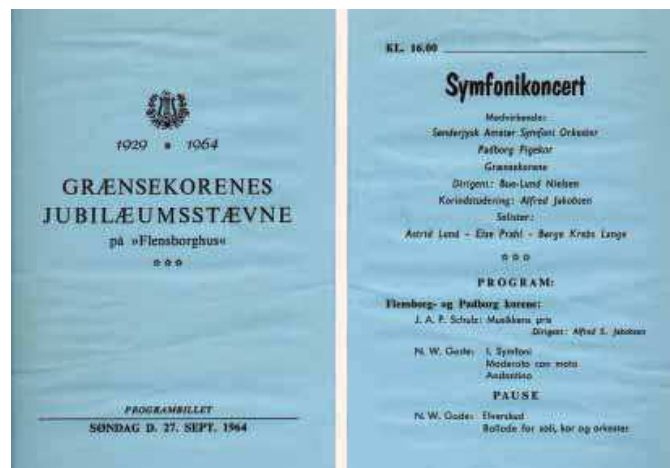 1929 * 1964
GRÆNSEKORENES
JUBILÆUMSSTÆVNE
på »Flensborghus«
PROGRAMBILLET
SØNDAG D. 27. SEPT. 1964
KL. 16.00
Symfonikoncert
Medvirkende:
Sønderjysk Amatør Symfoni Orkester
Padborg Pigekor
Grænsekorene
Dirigent: Buo-Lund Nielsen
Korindstudering: Alfred Jakobsen
Solister:
Astrid Lund - Else Prahl - Børge Krebs Lange
PROGRAM:
Flensborg- og Padborg korene:
J. A. P. Schulz: Musikkens pris
Dirigent: Alfred S. Jakobsen
N. W. Gade: I. Symfoni
Moderato con moto
Andantino
PAUSE
N. W. Gade: Elverskud
Ballade for soli, kor og orkester